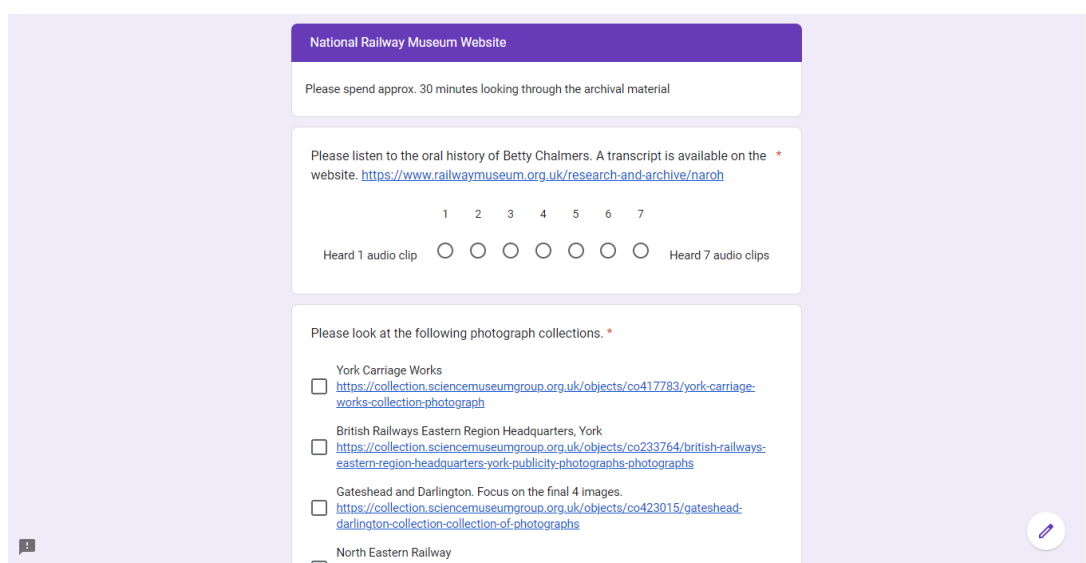 National Railway Museum Website
Please spend approx. 30 minutes looking through the archival material
Please listen to the oral history of Betty Chalmers. A transcript is available on the *
website. https://www.railwaymuseum.org.uk/research-and-archive/naroh
1 2 3 4 5 6 7
Heard 1 audio clip Heard 7 audio clips
Please look at the following photograph collections. *
York Carriage Works
https://collection.sciencemuseumgroup.org.uk/objects/co417783/york-carriage-
works-collection-photograph
British Railways Eastern Region Headquarters, York
https://collection.sciencemuseumgroup.org.uk/objects/co233764/british-railways-
eastern-region-headquarters-york-publicity-photographs-photographs
Gateshead and Darlington. Focus on the final 4 images.
https://collection.sciencemuseumgroup.org.uk/objects/co423015/gateshead-
darlington-collection-collection-of-photographs
North Eastern Railway